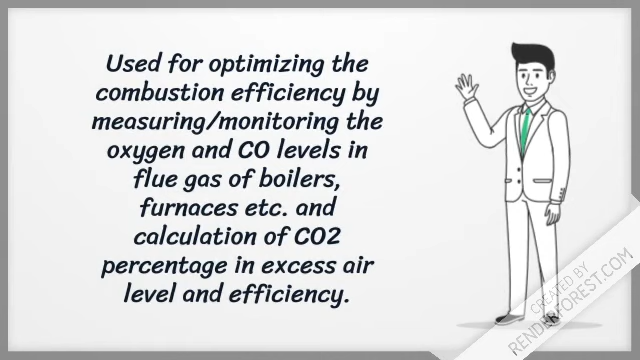 Used for optimizing the
combustion efficiency by
measuring/monitoring the
oxygen and CO levels in
flue gas of boilers,
furnaces etc. and
calculation of CO2
percentage in excess air
level and efficiency.
CREATED BY
RENDERFOREST.COM